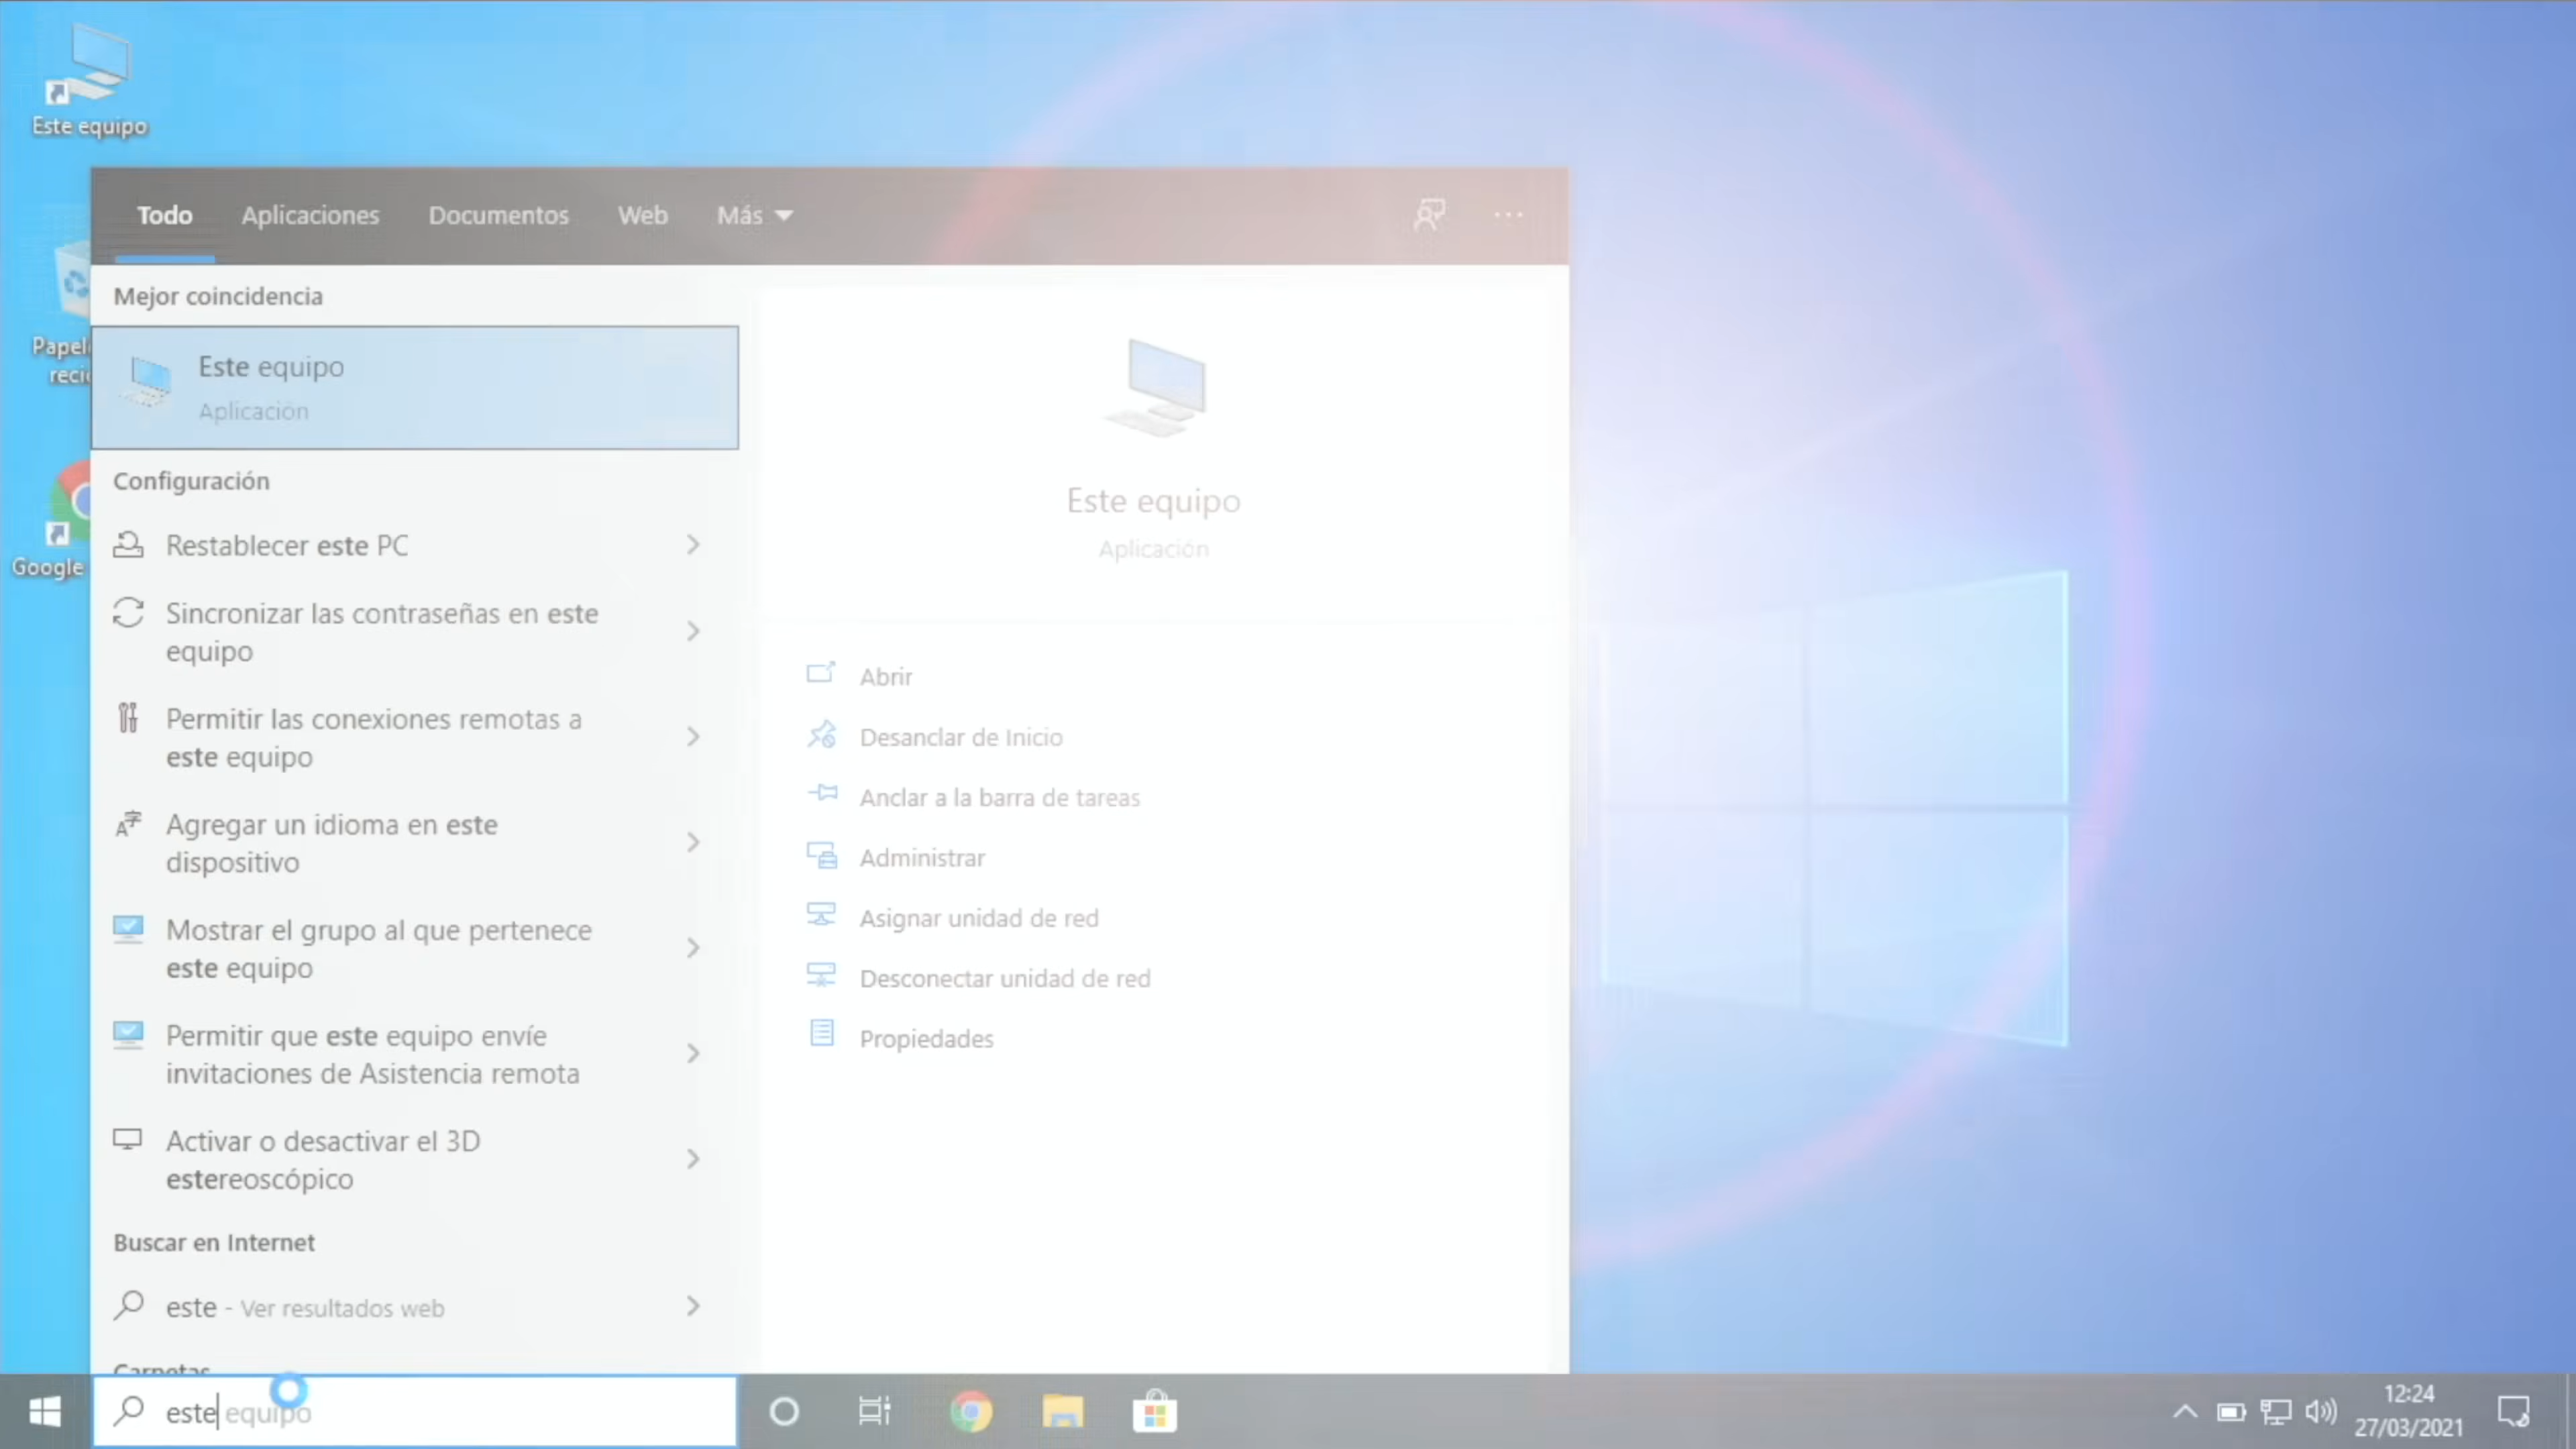 Este equipo
Todo
Aplicaciones
Documentos
Web
Más
Mejor coincidencia
Este equipo
Aplicación
Configuración
Restablecer este PC
Sincronizar las contraseñas en este
equipo
Permitir las conexiones remotas a
este equipo
Agregar un idioma en este
dispositivo
Mostrar el grupo al que pertenece
este equipo
Permitir que este equipo envíe
invitaciones de Asistencia remota
Activar o desactivar el 3D
estereoscópico
Buscar en Internet
este - Ver resultados web
Carpetas
este equipo
Este equipo
Aplicación
Abrir
Desanclar de Inicio
Anclar a la barra de tareas
Administrar
Asignar unidad de red
Desconectar unidad de red
Propiedades
Papel
reci
Google
12:24
27/03/2021